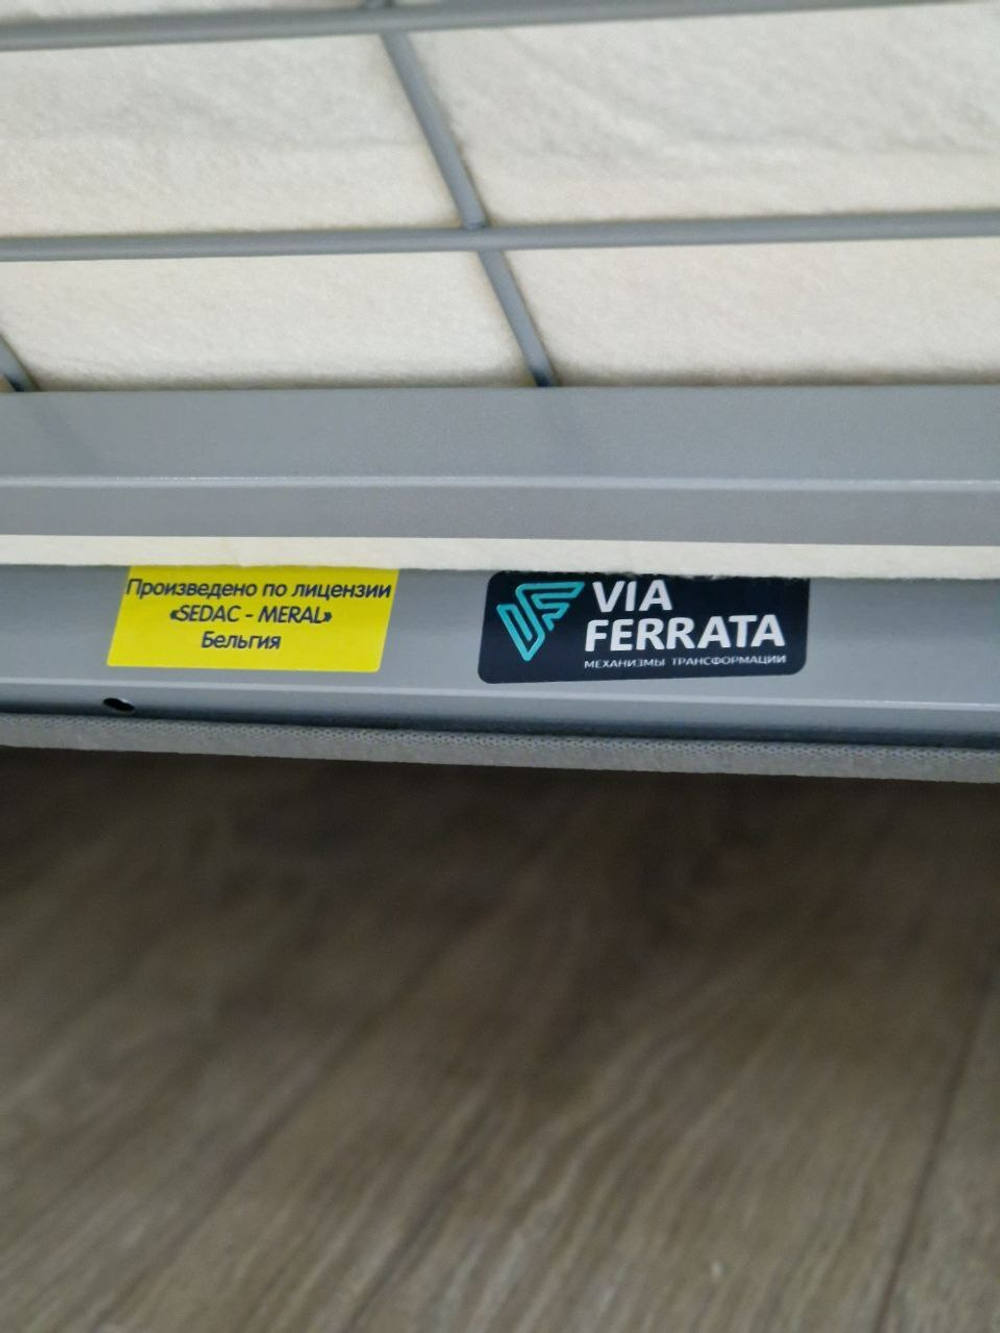 Произведено по лицензии
«SEDAC - MERAL»
Бельгия
VIA
FERRATA
МЕХАНИЗМЫ ТРАНСФОРМАЦИИ